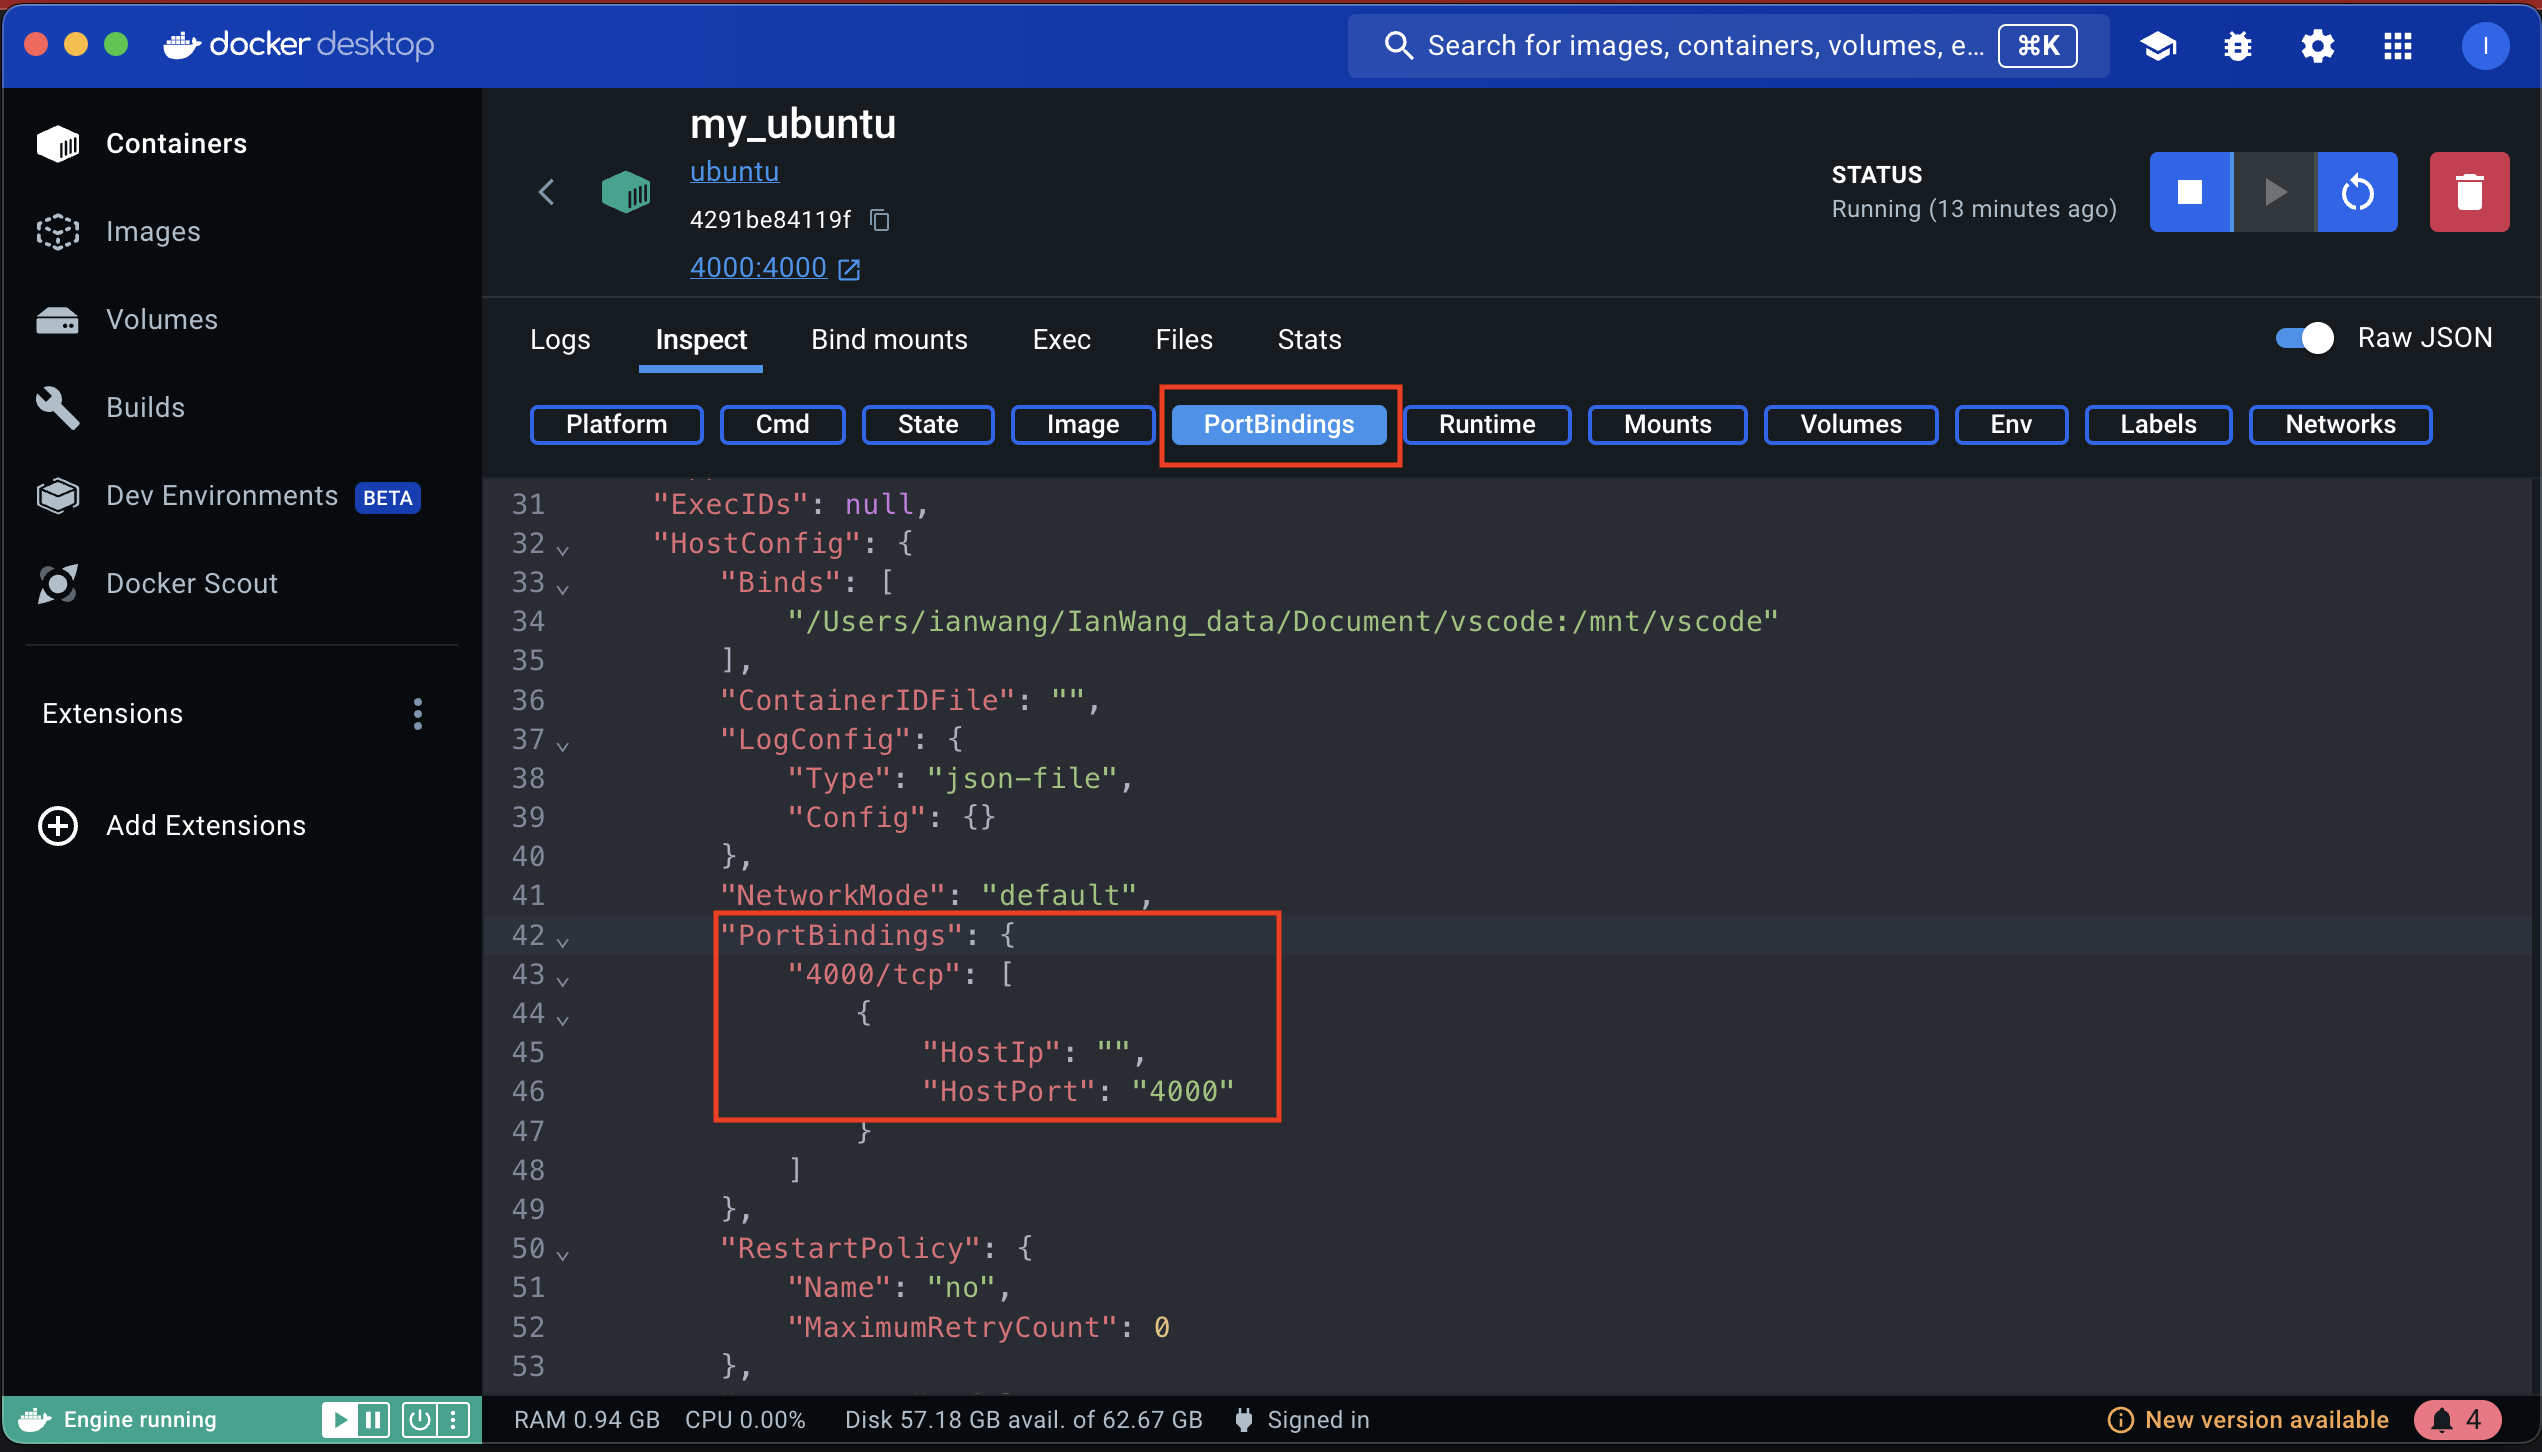 docker desktop
Search for images, containers, volumes, e... ⌘K
I
Containers
Images
Volumes
Builds
Dev Environments BETA
Docker Scout
Extensions
Add Extensions
my_ubuntu
ubuntu
4291be84119f
4000:4000
STATUS
Running (13 minutes ago)
Logs Inspect Bind mounts Exec Files Stats Raw JSON
Platform Cmd State Image PortBindings Runtime Mounts Volumes Env Labels Networks
31 "ExecIDs": null,
32 "HostConfig": {
33 "Binds": [
34 "/Users/ianwang/IanWang_data/Document/vscode:/mnt/vscode"
35 ],
36 "ContainerIDFile": "",
37 "LogConfig": {
38 "Type": "json-file",
39 "Config": {}
40 },
41 "NetworkMode": "default",
42 "PortBindings": {
43 "4000/tcp": [
44 {
45 "HostIp": "",
46 "HostPort": "4000"
47 }
48 ]
49 },
50 "RestartPolicy": {
51 "Name": "no",
52 "MaximumRetryCount": 0
53 },
Engine running
RAM 0.94 GB CPU 0.00% Disk 57.18 GB avail. of 62.67 GB Signed in
New version available 4